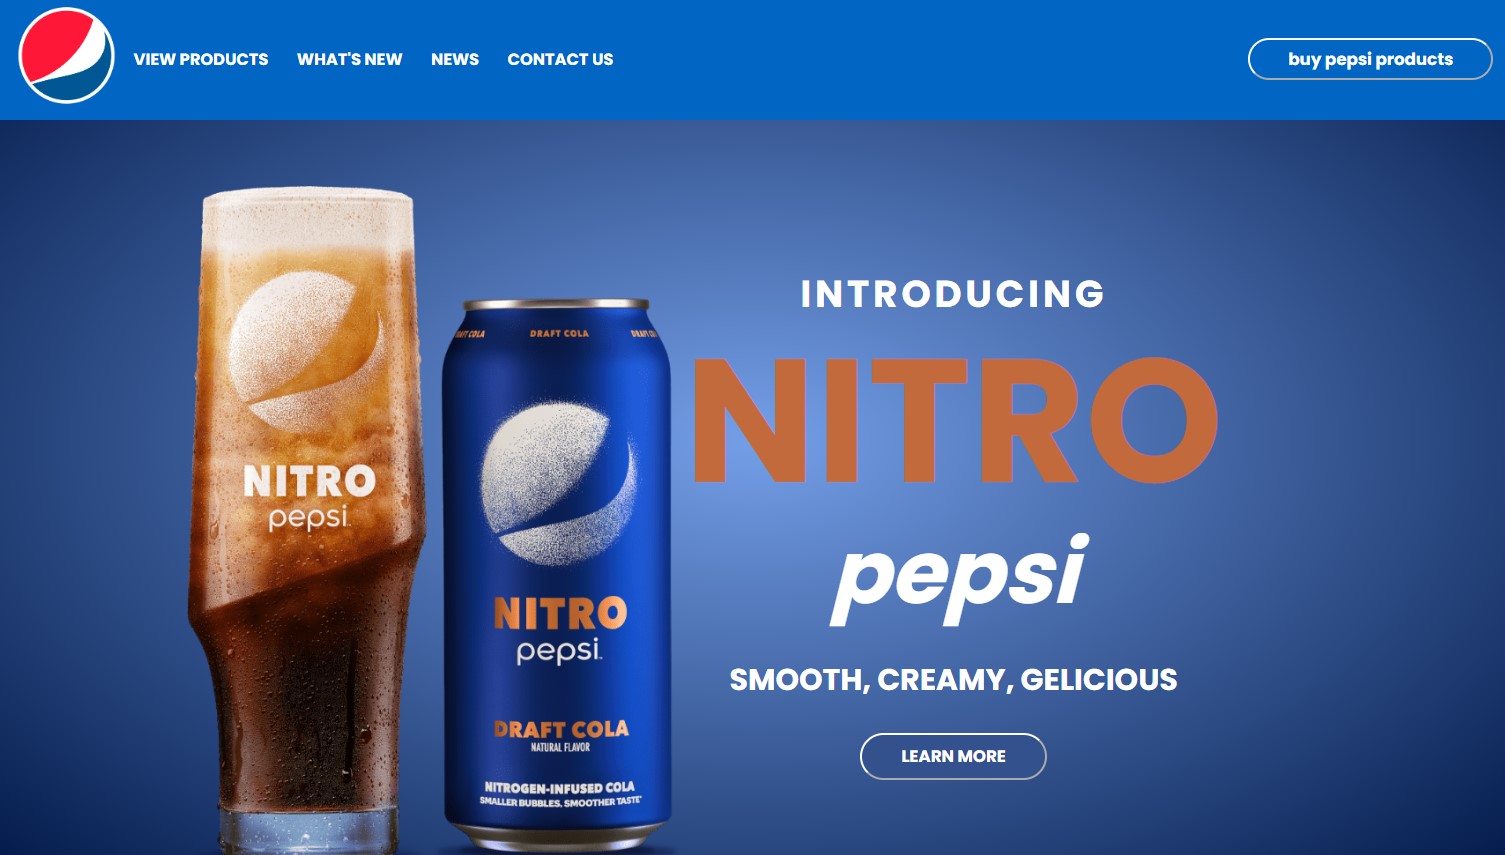 VIEW PRODUCTS
WHAT'S NEW
NEWS
CONTACT US
buy pepsi products
INTRODUCING
NITRO
pepsi
SMOOTH, CREAMY, GELICIOUS
LEARN MORE
NITRO
pepsi
DRAFT COLA
NITRO
pepsi
DRAFT COLA
NATURAL FLAVOR
NITROGEN-INFUSED COLA
SMALLER BUBBLES, SMOOTHER TASTE